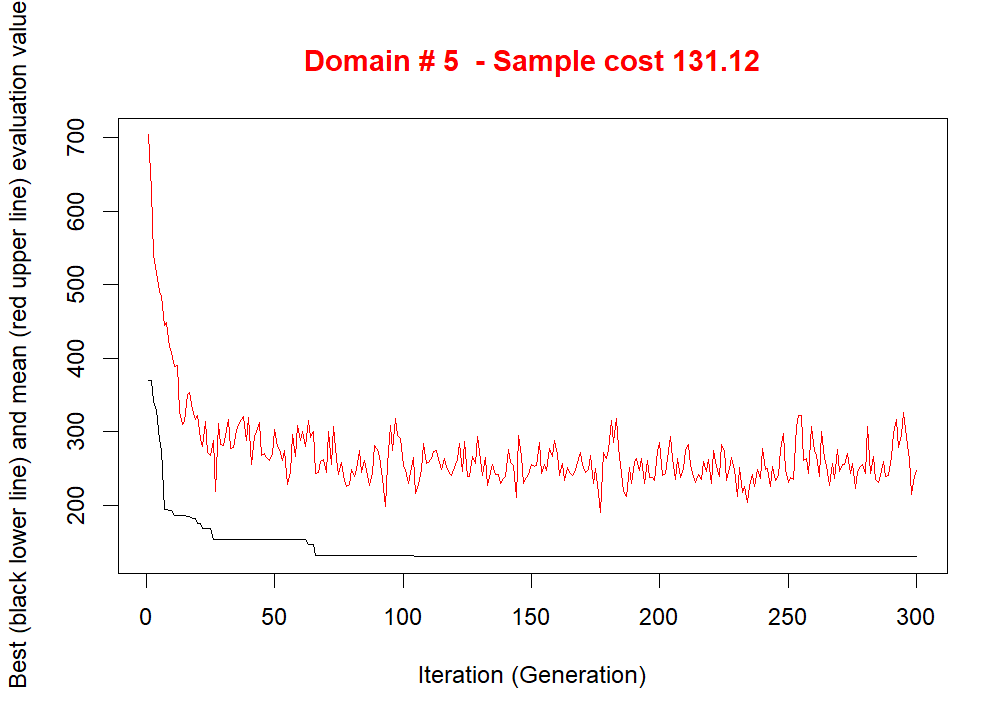 Domain # 5  - Sample cost 131.12
Best (black lower line) and mean (red upper line) evaluation value
700
600
500
400
300
200
0 50 100 150 200 250 300
Iteration (Generation)